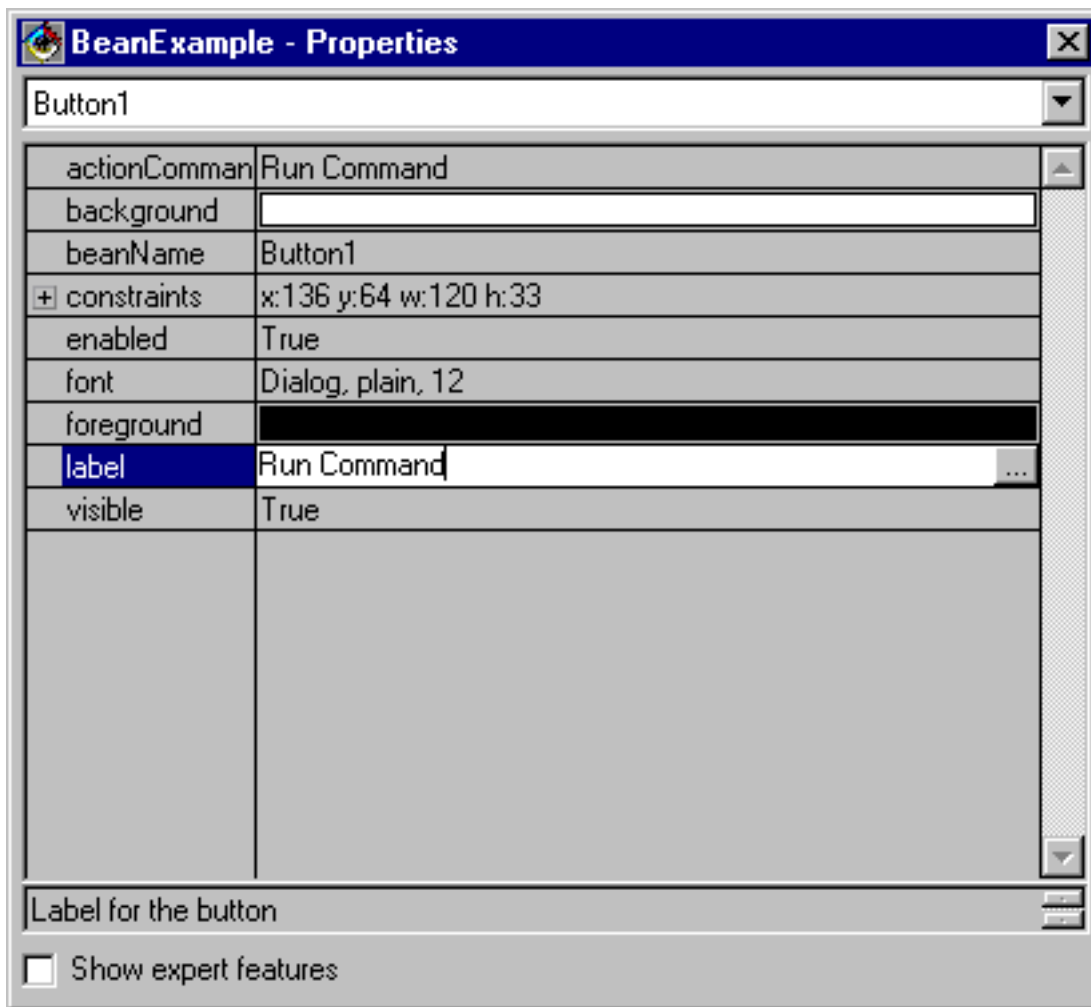 BeanExample - Properties
Button1
actionComman Run Command
background
beanName Button1
constraints x:136 y:64 w:120 h:33
enabled True
font Dialog, plain, 12
foreground
label Run Command ...
visible True
Label for the button
Show expert features